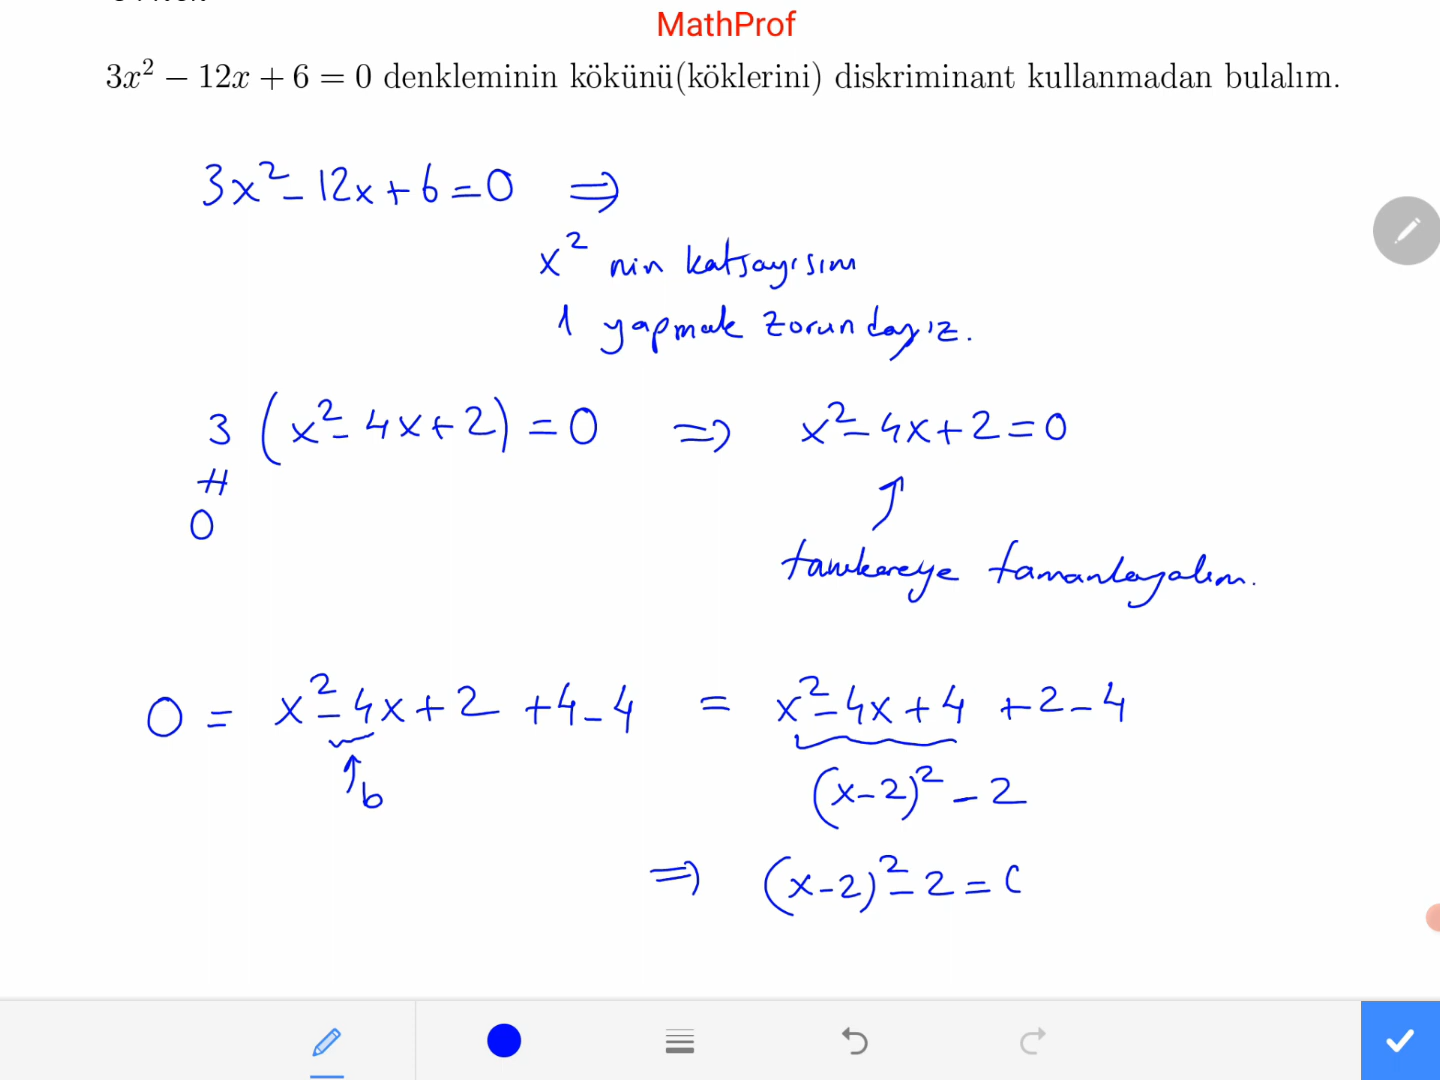 MathProf
3x² − 12x + 6 = 0 denkleminin kökünü(köklerini) diskriminant kullanmadan bulalım.
3x² − 12x + 6 = 0 ⇒
x² nin katsayısını
1 yapmak zorundayız.
3 (x² − 4x + 2) = 0 ⇒ x² − 4x + 2 = 0
≠
0
tamkareye tamamlayalım.
0 = x² − 4x + 2 + 4 − 4 = x² − 4x + 4 + 2 − 4
b
(x − 2)² − 2
⇒ (x − 2)² − 2 =